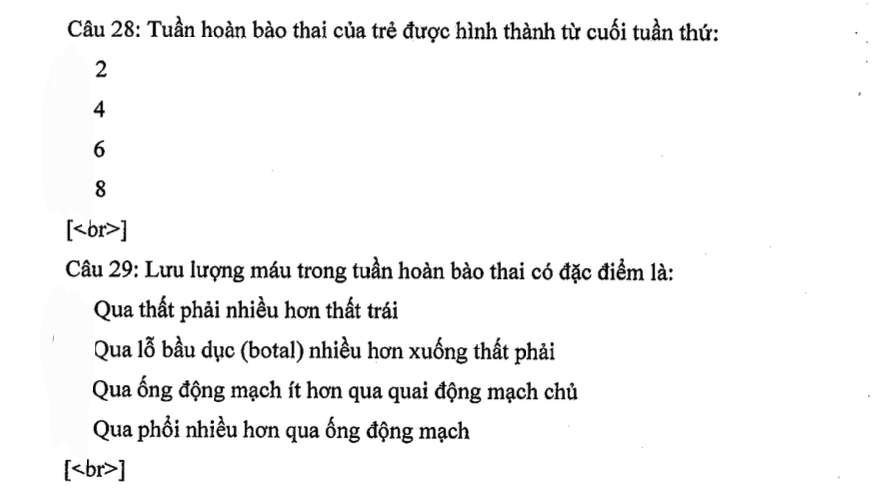 Câu 28: Tuần hoàn bào thai của trẻ được hình thành từ cuối tuần thứ:
2
4
6
8
[<br>]
Câu 29: Lưu lượng máu trong tuần hoàn bào thai có đặc điểm là:
Qua thất phải nhiều hơn thất trái
Qua lỗ bầu dục (botal) nhiều hơn xuống thất phải
Qua ống động mạch ít hơn qua quai động mạch chủ
Qua phổi nhiều hơn qua ống động mạch
[<br>]